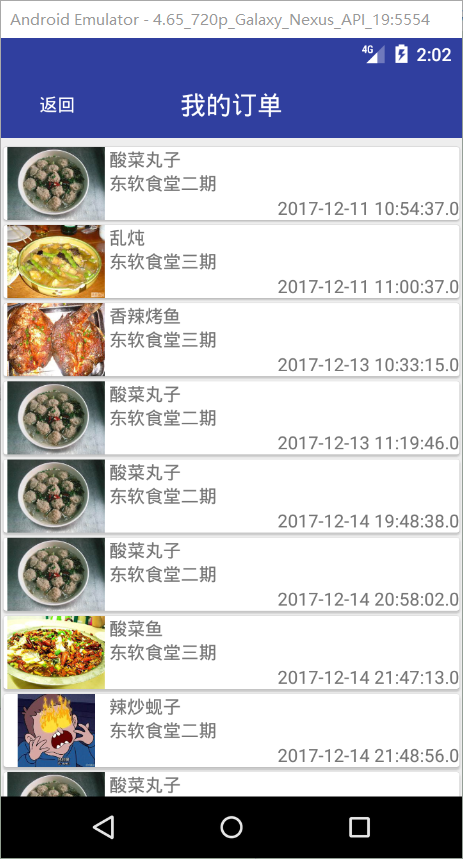 Android Emulator - 4.65_720p_Galaxy_Nexus_API_19:5554
4G 2:02
返回 我的订单
酸菜丸子
东软食堂二期
2017-12-11 10:54:37.0
乱炖
东软食堂三期
2017-12-11 11:00:37.0
香辣烤鱼
东软食堂三期
2017-12-13 10:33:15.0
酸菜丸子
东软食堂二期
2017-12-13 11:19:46.0
酸菜丸子
东软食堂二期
2017-12-14 19:48:38.0
酸菜丸子
东软食堂二期
2017-12-14 20:58:02.0
酸菜鱼
东软食堂三期
2017-12-14 21:47:13.0
辣炒蚬子
东软食堂二期
2017-12-14 21:48:56.0
酸菜丸子